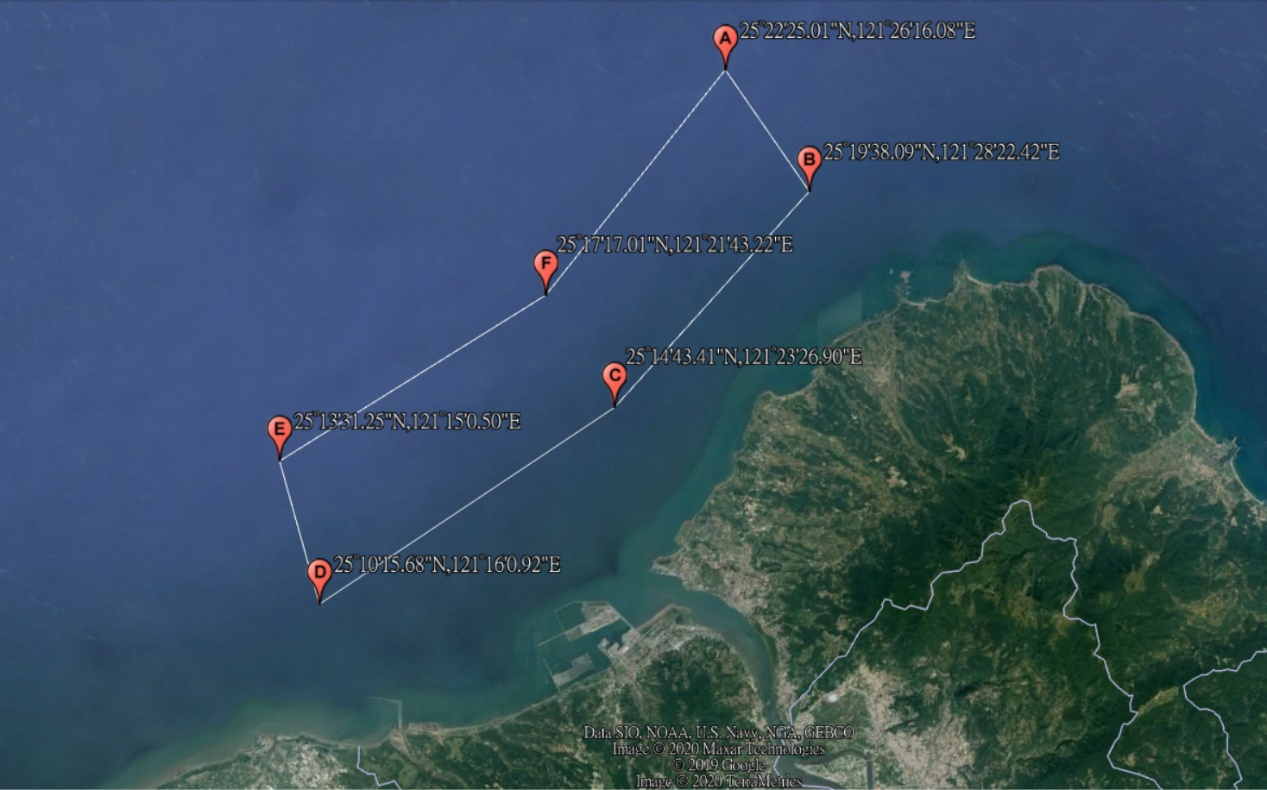 A 25°22'25.01"N,121°26'16.08"E
B 25°19'38.09"N,121°28'22.42"E
F 25°17'17.01"N,121°21'43.22"E
C 25°14'43.41"N,121°23'26.90"E
E 25°13'31.25"N,121°15'0.50"E
D 25°10'15.68"N,121°16'0.92"E
Data SIO, NOAA, U.S. Navy, NGA, GEBCO
Image © 2020 Maxar Technologies
© 2019 Google
Image © 2020 TerraMetrics